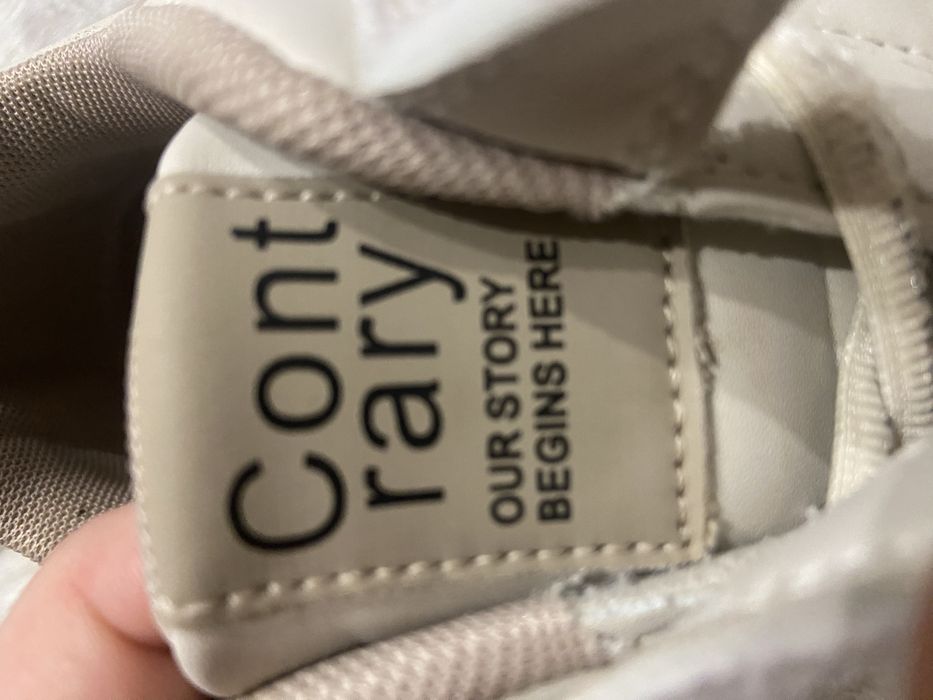 Cont
rary
OUR STORY
BEGINS HERE